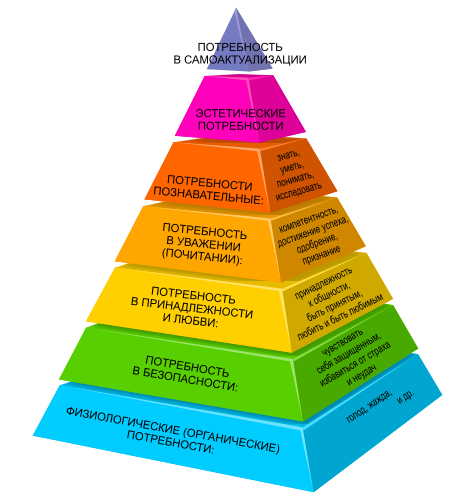 ПОТРЕБНОСТЬ
В САМОАКТУАЛИЗАЦИИ
ЭСТЕТИЧЕСКИЕ
ПОТРЕБНОСТИ
ПОТРЕБНОСТИ
ПОЗНАВАТЕЛЬНЫЕ:
знать,
уметь,
понимать,
исследовать
ПОТРЕБНОСТЬ
В УВАЖЕНИИ
(ПОЧИТАНИИ):
компетентность,
достижение успеха,
одобрение,
признание
ПОТРЕБНОСТЬ
В ПРИНАДЛЕЖНОСТИ
И ЛЮБВИ:
принадлежность
к общности,
быть принятым,
любить и быть любимым
ПОТРЕБНОСТЬ
В БЕЗОПАСНОСТИ:
чувствовать
себя защищённым,
избавиться от страха
и неудач
ФИЗИОЛОГИЧЕСКИЕ (ОРГАНИЧЕСКИЕ)
ПОТРЕБНОСТИ:
голод, жажда,
и др.